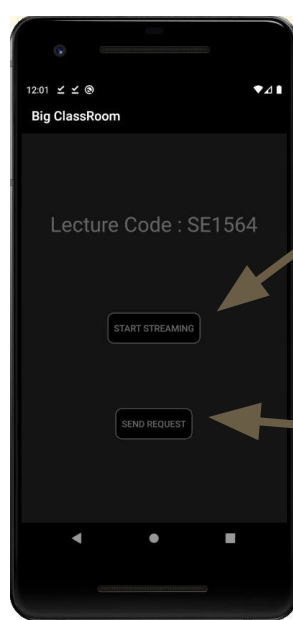 12:01
Big ClassRoom
Lecture Code : SE1564
START STREAMING
SEND REQUEST